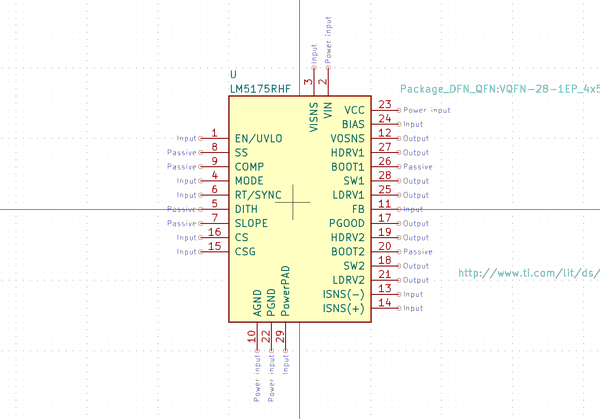 Input
Power input
3
2
U
LM5175RHF
Package_DFN_QFN:VQFN-28-1EP_4x5
VISNS
VIN
VCC 23 Power input
BIAS 24 Input
Input 1 EN/UVLO VOSNS 12 Output
Passive 8 SS HDRV1 27 Output
Passive 9 COMP BOOT1 26 Passive
Input 4 MODE SW1 28 Output
Input 6 RT/SYNC LDRV1 25 Output
Passive 5 DITH FB 11 Input
Passive 7 SLOPE PGOOD 17 Output
Input 16 CS HDRV2 19 Output
Input 15 CSG BOOT2 20 Passive
SW2 18 Output
http://www.ti.com/lit/ds/
LDRV2 21 Output
ISNS(-) 13 Input
ISNS(+) 14 Input
AGND
PGND
PowerPAD
10
22
29
Power input
Power input
Input